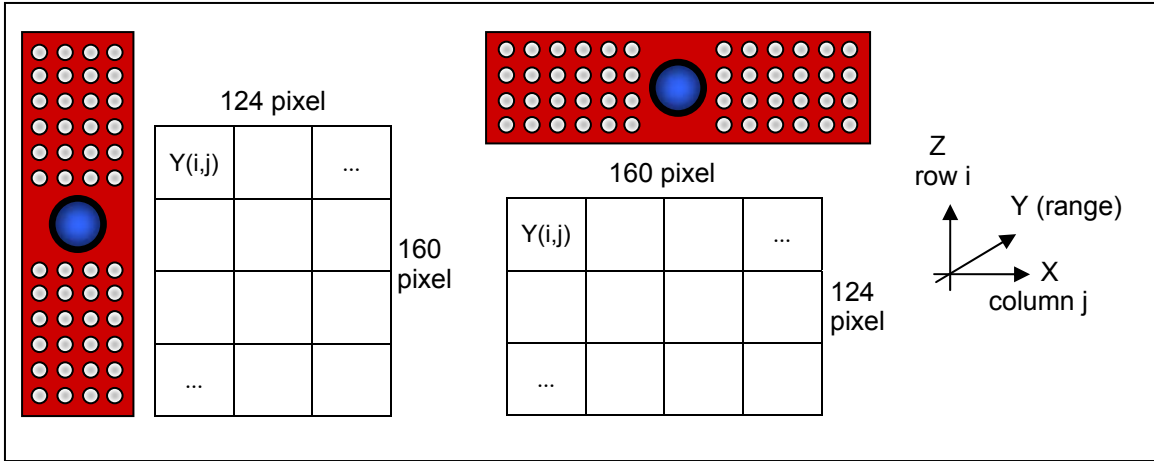 124 pixel
Y(i,j)
...
160
pixel
...
160 pixel
Y(i,j)
...
124
pixel
...
Z
row i
Y (range)
X
column j